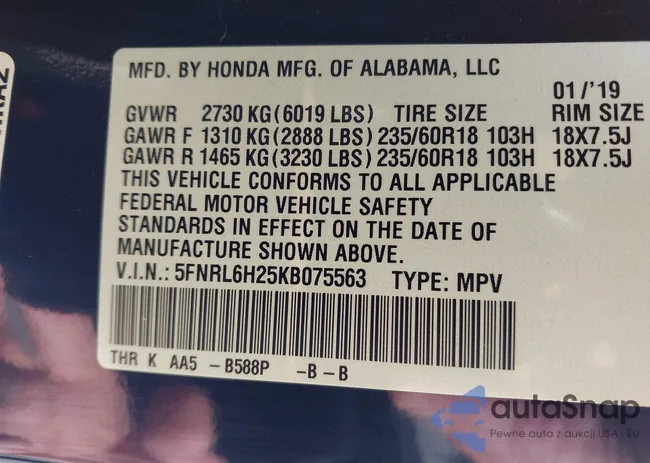 MFD. BY HONDA MFG. OF ALABAMA, LLC
01/'19
GVWR 2730 KG(6019 LBS) TIRE SIZE RIM SIZE
GAWR F 1310 KG(2888 LBS) 235/60R18 103H 18X7.5J
GAWR R 1465 KG(3230 LBS) 235/60R18 103H 18X7.5J
THIS VEHICLE CONFORMS TO ALL APPLICABLE
FEDERAL MOTOR VEHICLE SAFETY
STANDARDS IN EFFECT ON THE DATE OF
MANUFACTURE SHOWN ABOVE.
V.I.N.: 5FNRL6H25KB075563 TYPE: MPV
THR K AA5 -B588P -B-B
autoSnap
Pewne auta z aukcji USA - EU